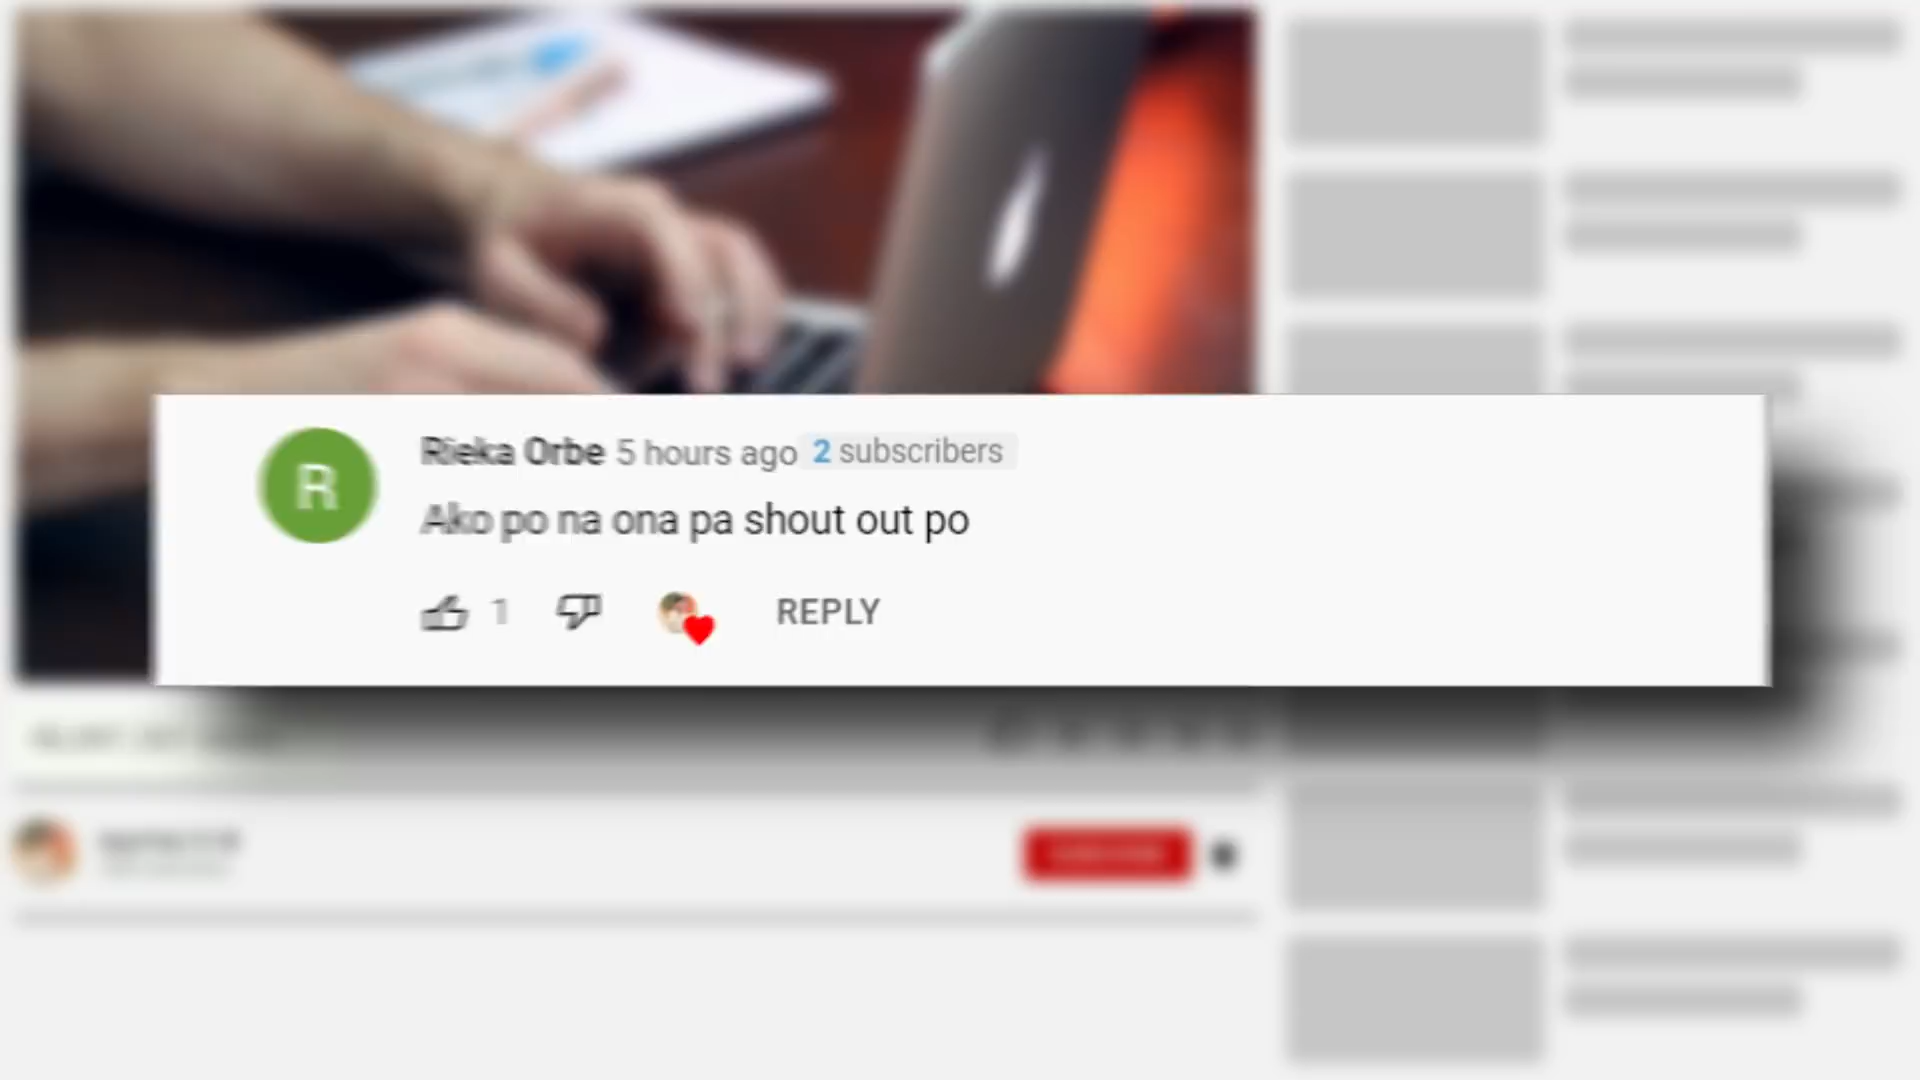 R
Rieka Orbe 5 hours ago 2 subscribers
Ako po na ona pa shout out po
1 REPLY